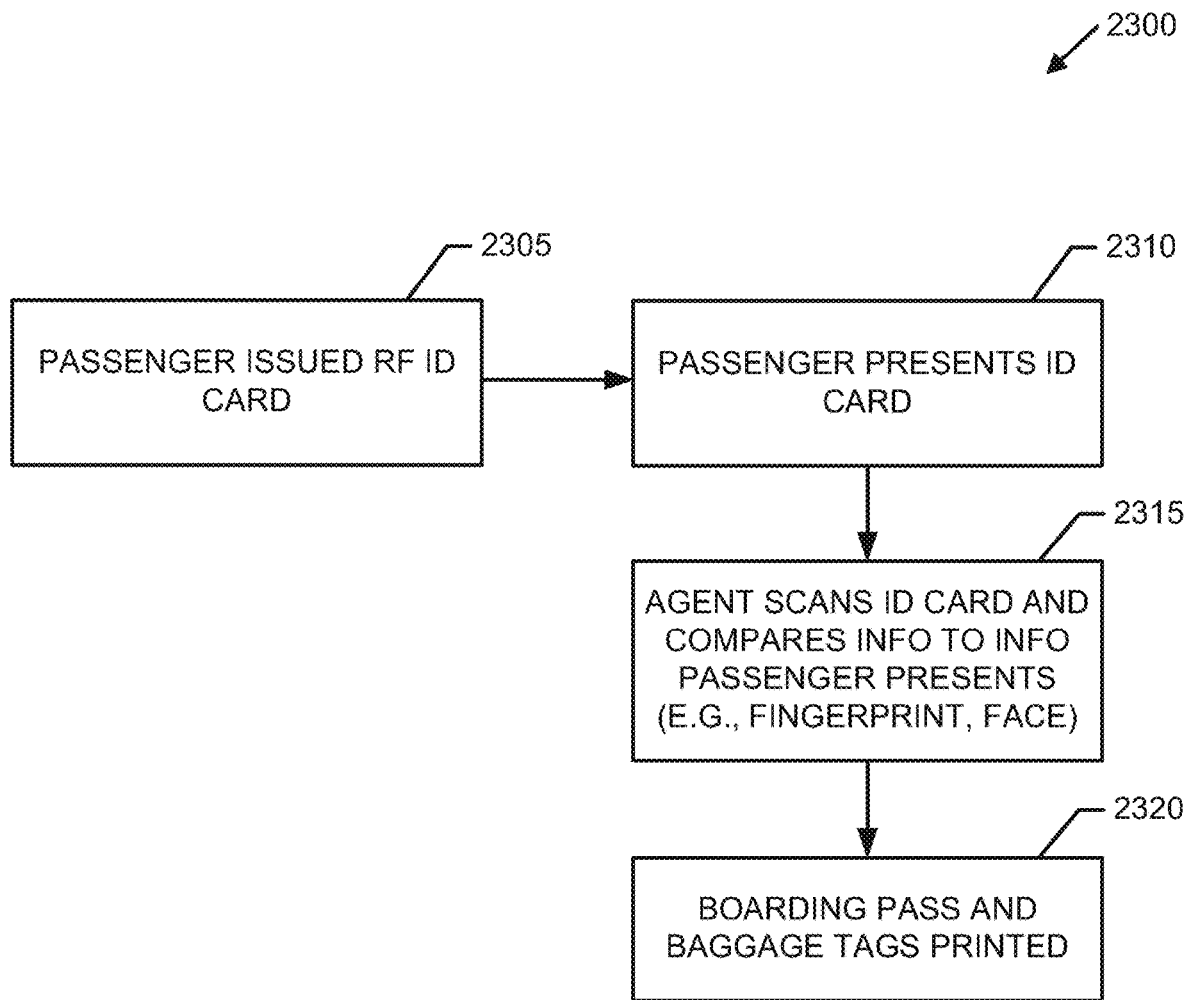 2300
2305
PASSENGER ISSUED RF ID
CARD
2310
PASSENGER PRESENTS ID
CARD
2315
AGENT SCANS ID CARD AND
COMPARES INFO TO INFO
PASSENGER PRESENTS
(E.G., FINGERPRINT, FACE)
2320
BOARDING PASS AND
BAGGAGE TAGS PRINTED